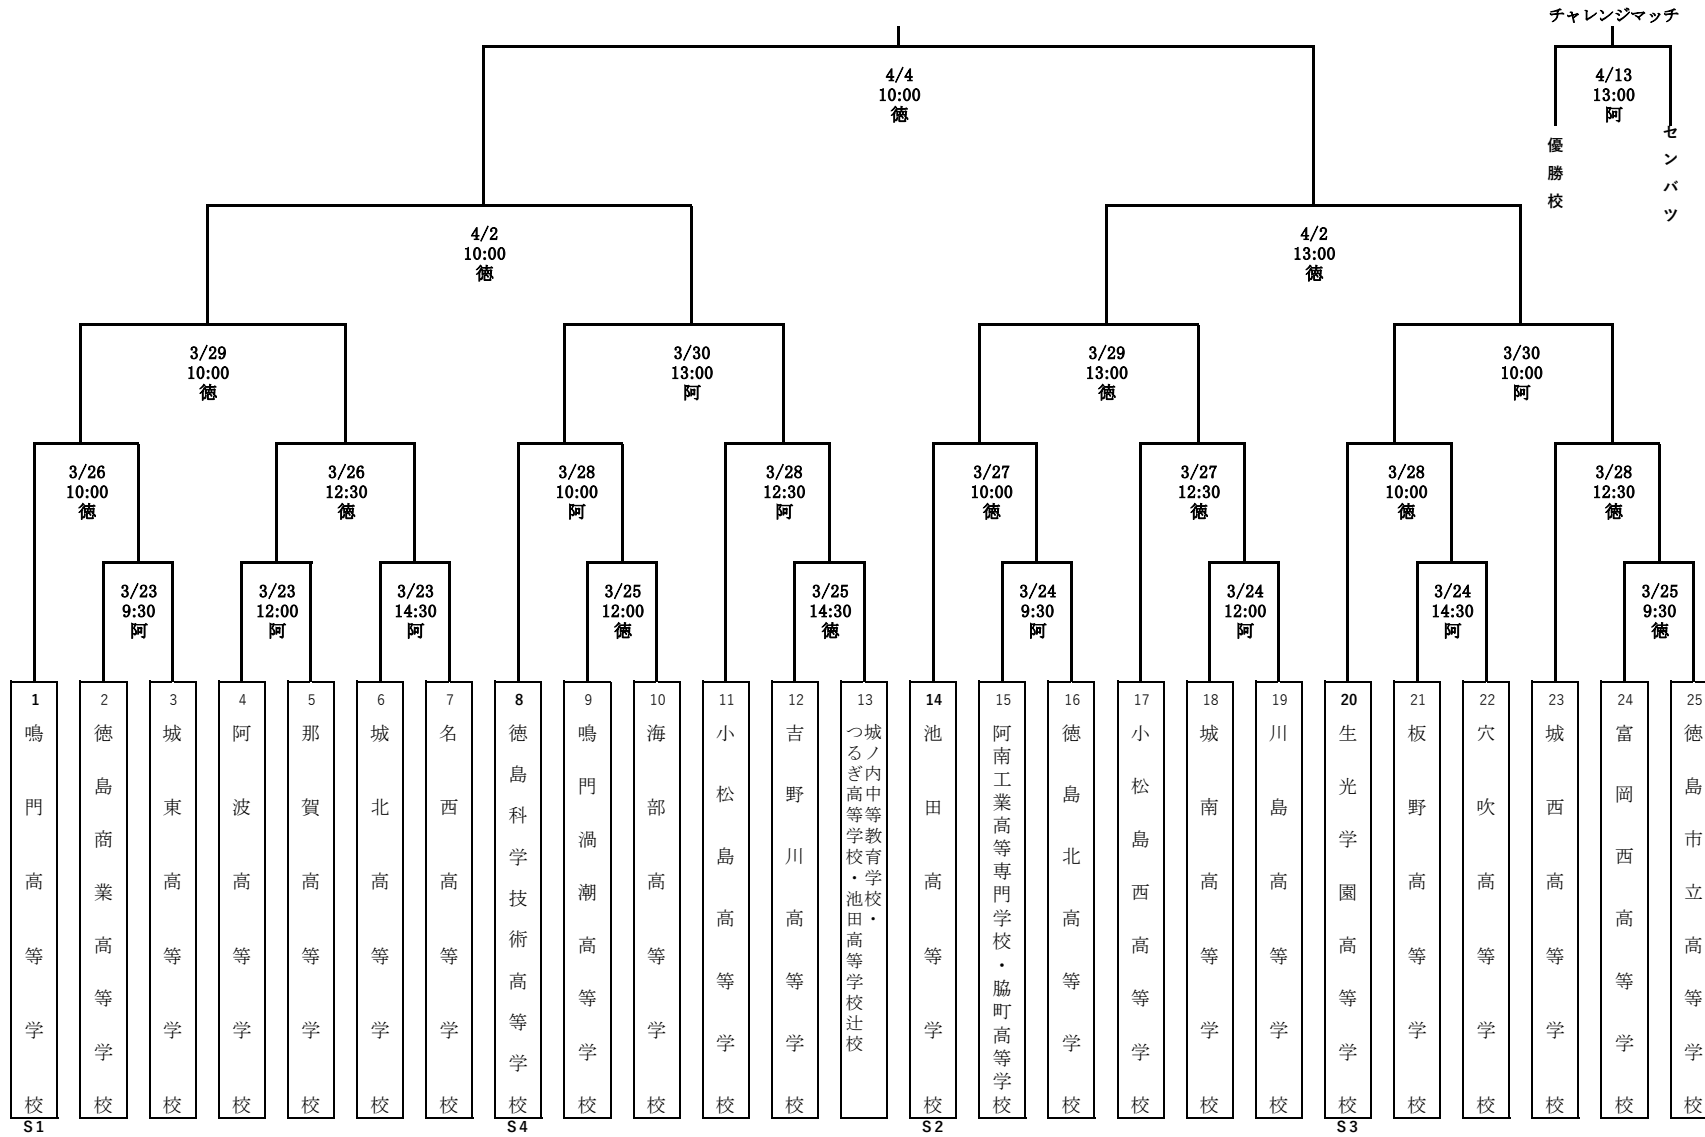 チャレンジマッチ
4/4
10:00
徳
4/13
13:00
阿
優勝校
センバツ
4/2
10:00
徳
4/2
13:00
徳
3/29
10:00
徳
3/30
13:00
阿
3/29
13:00
徳
3/30
10:00
阿
3/26
10:00
徳
3/26
12:30
徳
3/28
10:00
阿
3/28
12:30
阿
3/27
10:00
徳
3/27
12:30
徳
3/28
10:00
徳
3/28
12:30
徳
3/23
9:30
阿
3/23
12:00
阿
3/23
14:30
阿
3/25
12:00
徳
3/25
14:30
徳
3/24
9:30
阿
3/24
12:00
阿
3/24
14:30
阿
3/25
9:30
徳
1
鳴門高等学校
S1
2
徳島商業高等学校
3
城東高等学校
4
阿波高等学校
5
那賀高等学校
6
城北高等学校
7
名西高等学校
8
徳島科学技術高等学校
S4
9
鳴門渦潮高等学校
10
海部高等学校
11
小松島高等学校
12
吉野川高等学校
13
城ノ内中等教育学校・
つるぎ高等学校・池田高等学校辻校
14
池田高等学校
S2
15
阿南工業高等専門学校・脇町高等学校
16
徳島北高等学校
17
小松島西高等学校
18
城南高等学校
19
川島高等学校
20
生光学園高等学校
S3
21
板野高等学校
22
穴吹高等学校
23
城西高等学校
24
富岡西高等学校
25
徳島市立高等学校